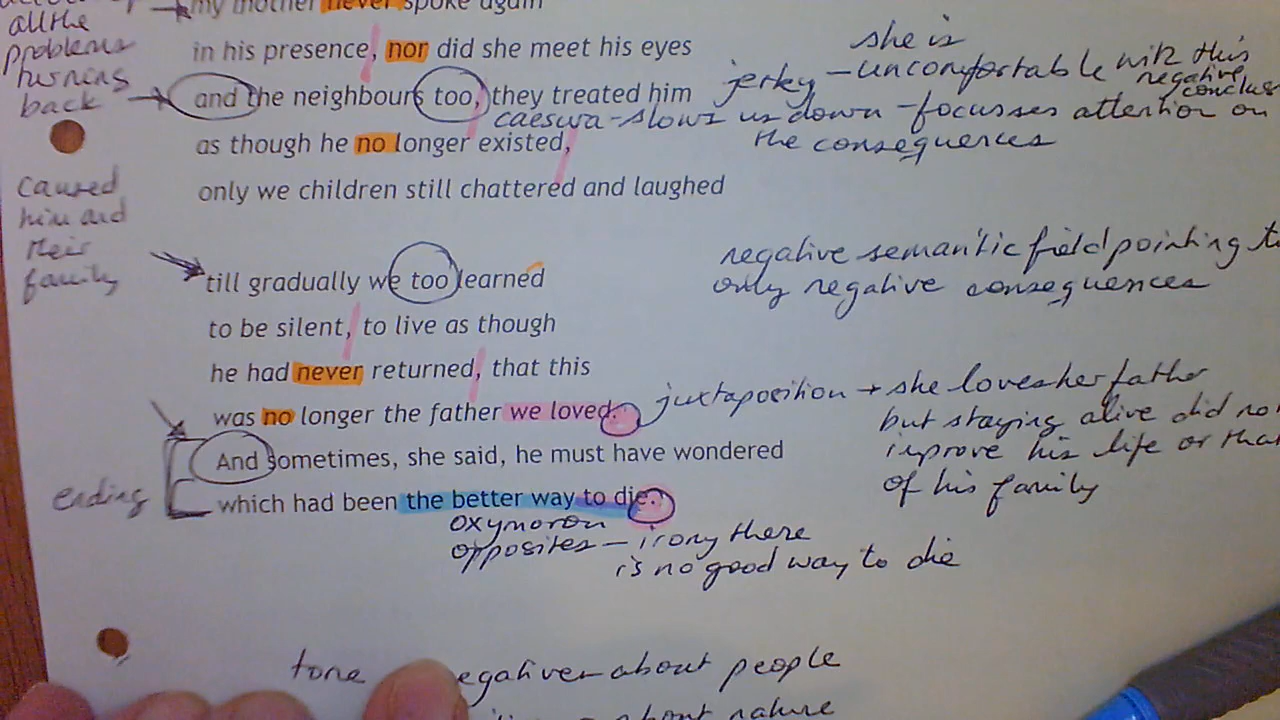 my mother never spoke again
all the
problems
turning
back
in his presence, nor did she meet his eyes
and the neighbours too, they treated him
as though he no longer existed,
only we children still chattered and laughed
she is
jerky - uncomfortable with this
negative
caesura - slows us down - focusses attention on
the consequences
caused
him and
their
family
till gradually we too learned
to be silent, to live as though
he had never returned, that this
was no longer the father we loved.
And sometimes, she said, he must have wondered
which had been the better way to die.
negative semantic field pointing
only negative consequences
juxtaposition → she loves her father
but staying alive did
improve his life or
of his family
ending
oxymoron
opposites - irony there
is no good way to die
tone
about people
about nature